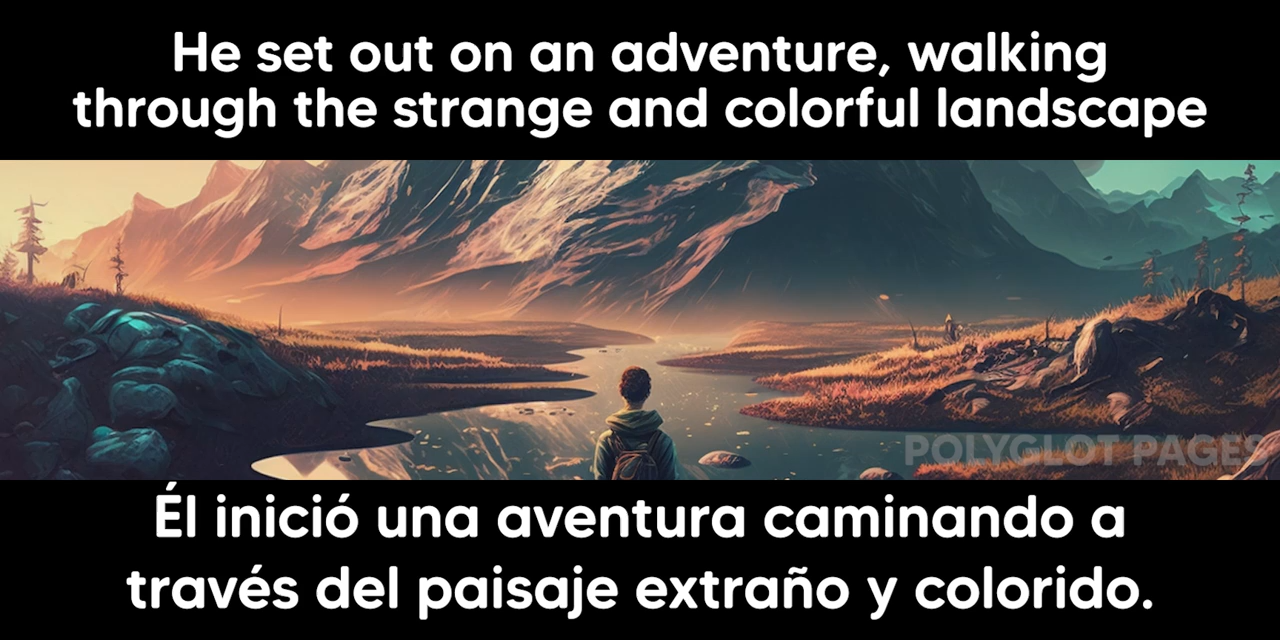 He set out on an adventure, walking
through the strange and colorful landscape
POLYGLOT PAGES
Él inició una aventura caminando a
través del paisaje extraño y colorido.